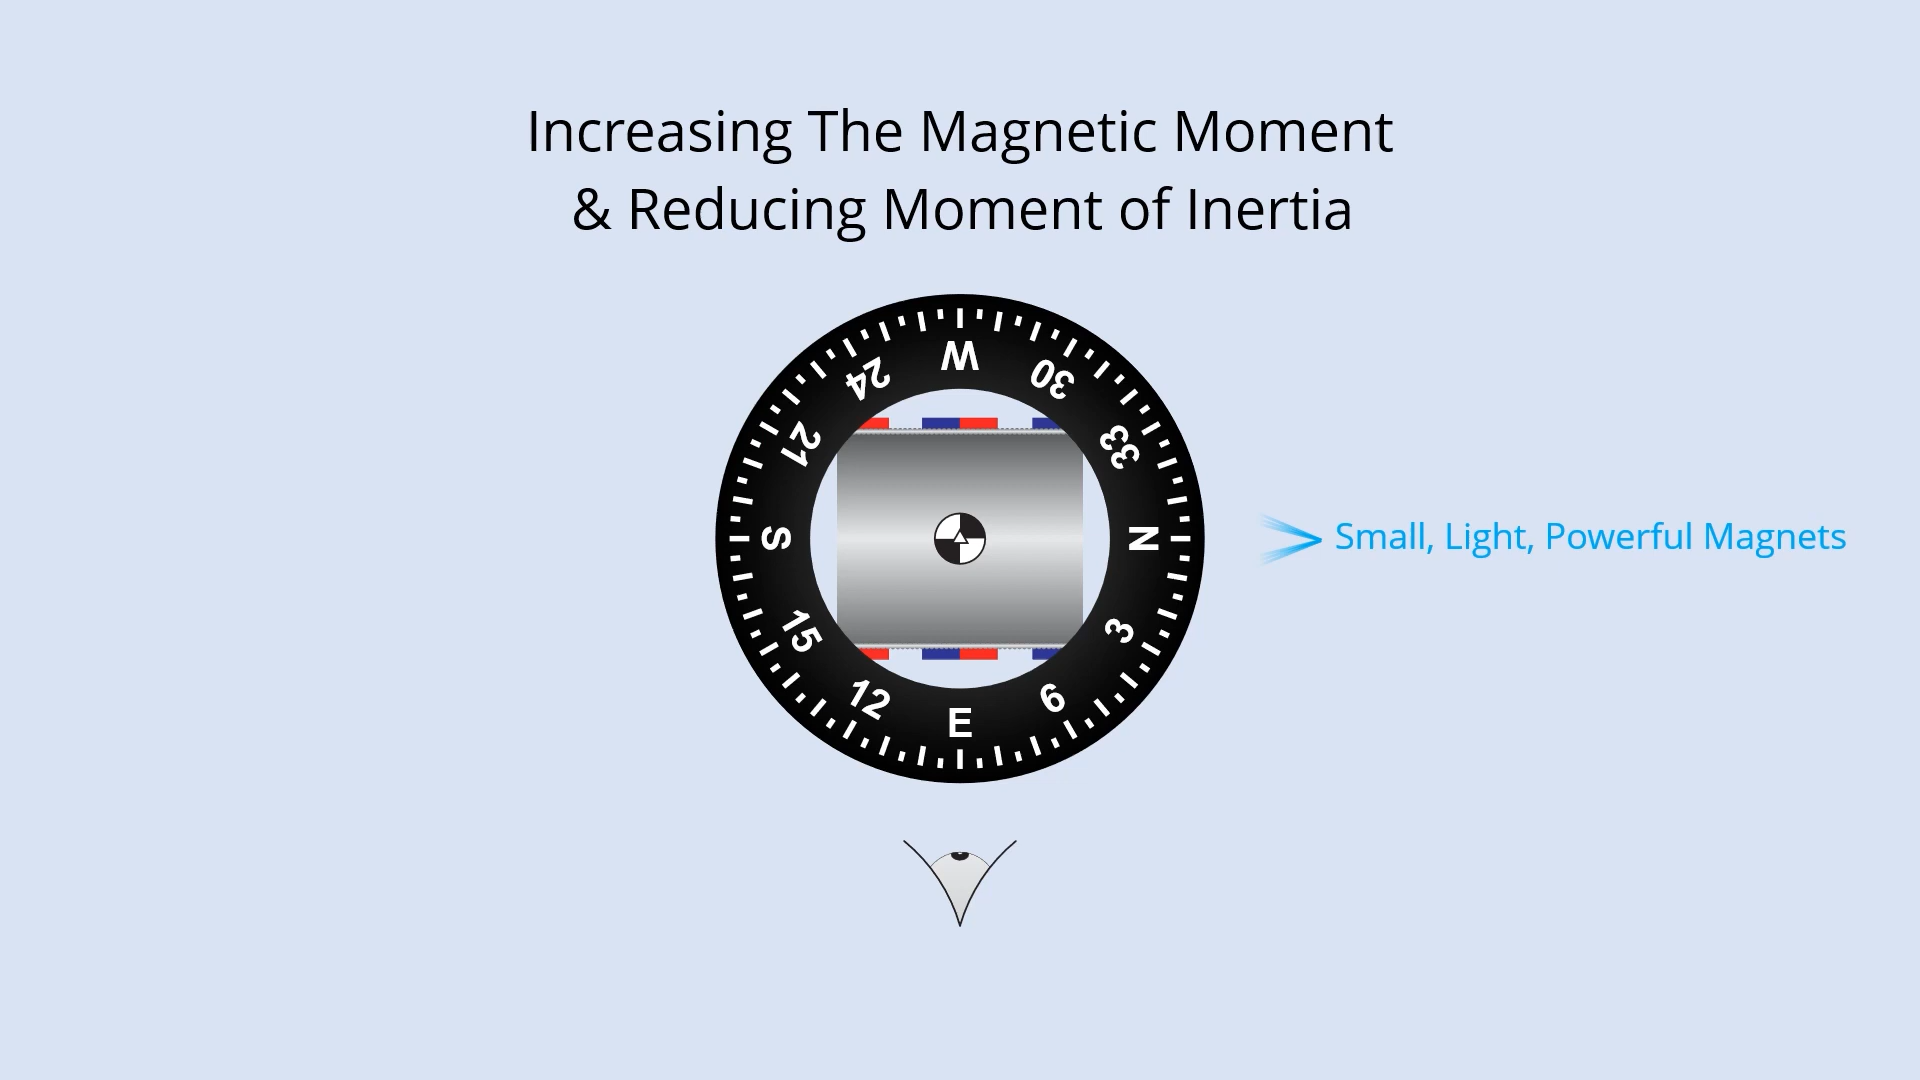 Increasing The Magnetic Moment
& Reducing Moment of Inertia
W
24
30
21
33
S
N
Small, Light, Powerful Magnets
15
3
12
6
E